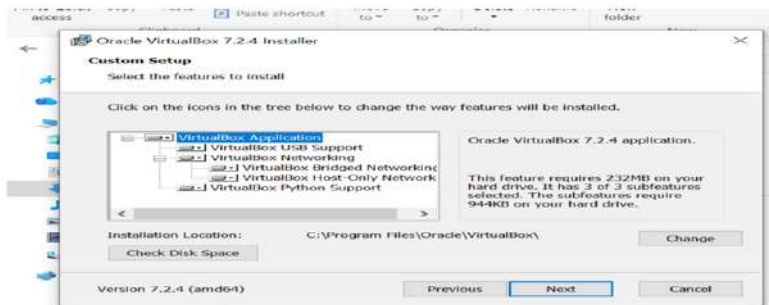 access
Paste shortcut
to
to
folder
Oracle VirtualBox 7.2.4 Installer
Custom Setup
Select the features to install
Click on the icons in the tree below to change the way features will be installed.
VirtualBox Application
VirtualBox USB Support
VirtualBox Networking
VirtualBox Bridged Networking
VirtualBox Host-Only Network
VirtualBox Python Support
Oracle VirtualBox 7.2.4 application.
This feature requires 232MB on your
hard drive. It has 3 of 3 subfeatures
selected. The subfeatures require
944KB on your hard drive.
Installation Location: C:\Program Files\Oracle\VirtualBox\
Change
Check Disk Space
Version 7.2.4 (amd64)
Previous
Next
Cancel